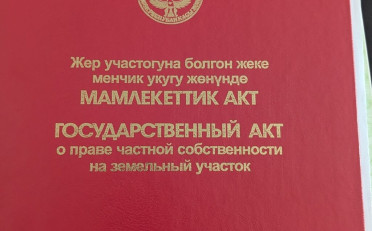 Жер участогуна болгон жеке
менчик укугу жөнүндө
МАМЛЕКЕТТИК АКТ
ГОСУДАРСТВЕННЫЙ АКТ
о праве частной собственности
на земельный участок